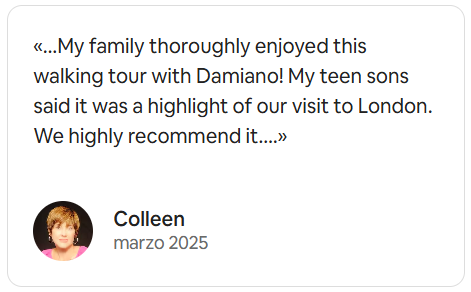 «...My family thoroughly enjoyed this
walking tour with Damiano! My teen sons
said it was a highlight of our visit to London.
We highly recommend it....»
Colleen
marzo 2025